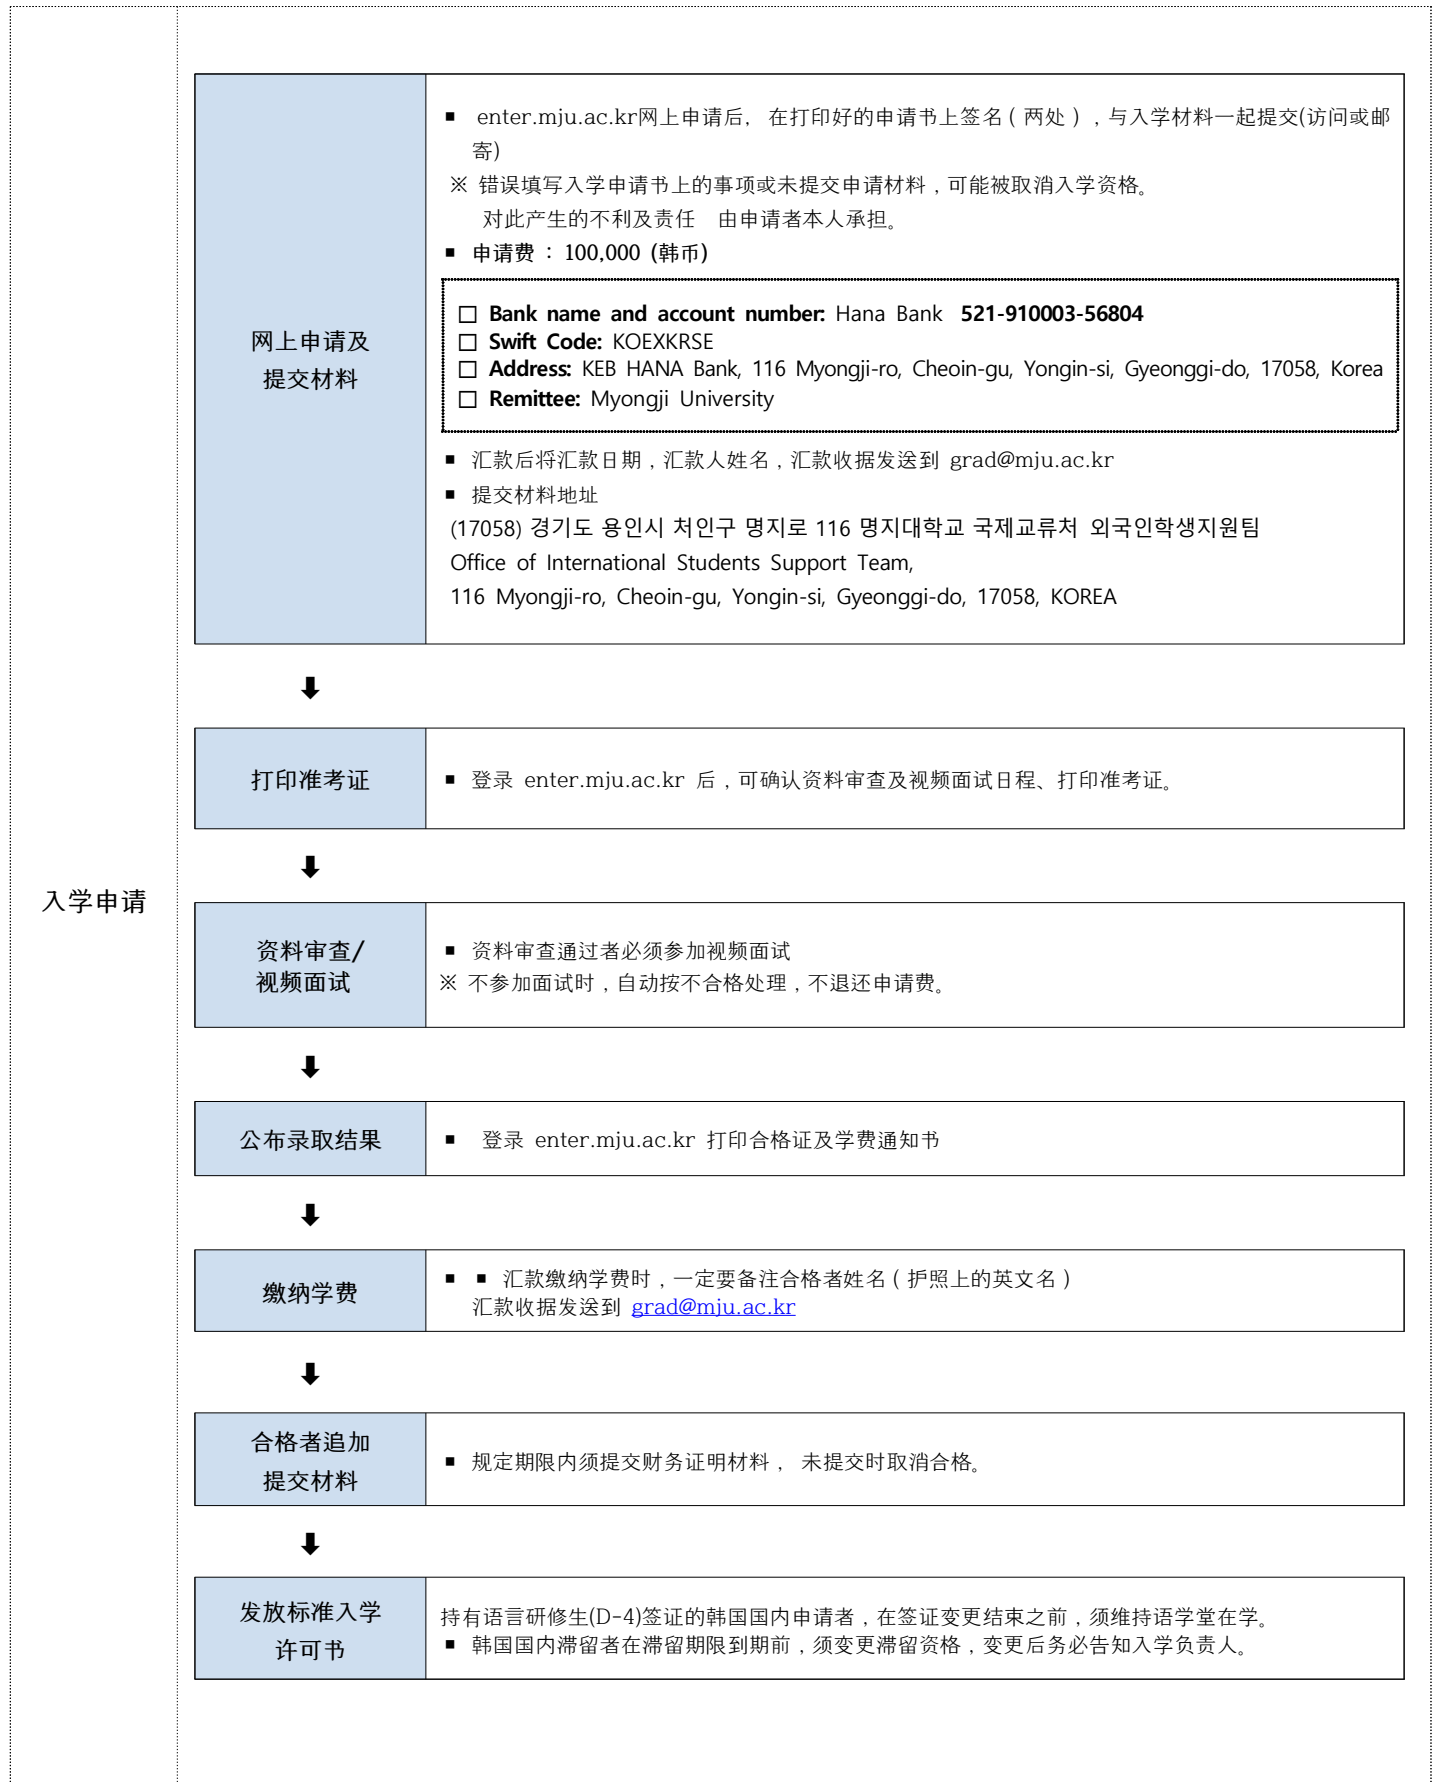 入学申请
网上申请及
提交材料
■ enter.mju.ac.kr网上申请后, 在打印好的申请书上签名 ( 两处 ) , 与入学材料一起提交(访问或邮
寄)
※ 错误填写入学申请书上的事项或未提交申请材料 , 可能被取消入学资格。
对此产生的不利及责任 由申请者本人承担。
■ 申请费 : 100,000 (韩币)
□ Bank name and account number: Hana Bank 521-910003-56804
□ Swift Code: KOEXKRSE
□ Address: KEB HANA Bank, 116 Myongji-ro, Cheoin-gu, Yongin-si, Gyeonggi-do, 17058, Korea
□ Remittee: Myongji University
■ 汇款后将汇款日期 , 汇款人姓名 , 汇款收据发送到 grad@mju.ac.kr
■ 提交材料地址
(17058) 경기도 용인시 처인구 명지로 116 명지대학교 국제교류처 외국인학생지원팀
Office of International Students Support Team,
116 Myongji-ro, Cheoin-gu, Yongin-si, Gyeonggi-do, 17058, KOREA
⬇
打印准考证
■ 登录 enter.mju.ac.kr 后 , 可确认资料审查及视频面试日程、打印准考证。
⬇
资料审查/
视频面试
■ 资料审查通过者必须参加视频面试
※ 不参加面试时 , 自动按不合格处理 , 不退还申请费。
⬇
公布录取结果
■ 登录 enter.mju.ac.kr 打印合格证及学费通知书
⬇
缴纳学费
■ ■ 汇款缴纳学费时 , 一定要备注合格者姓名 ( 护照上的英文名 )
汇款收据发送到 grad@mju.ac.kr
⬇
合格者追加
提交材料
■ 规定期限内须提交财务证明材料 , 未提交时取消合格。
⬇
发放标准入学
许可书
持有语言研修生(D-4)签证的韩国国内申请者 , 在签证变更结束之前 , 须维持语学堂在学。
■ 韩国国内滞留者在滞留期限到期前 , 须变更滞留资格 , 变更后务必告知入学负责人。